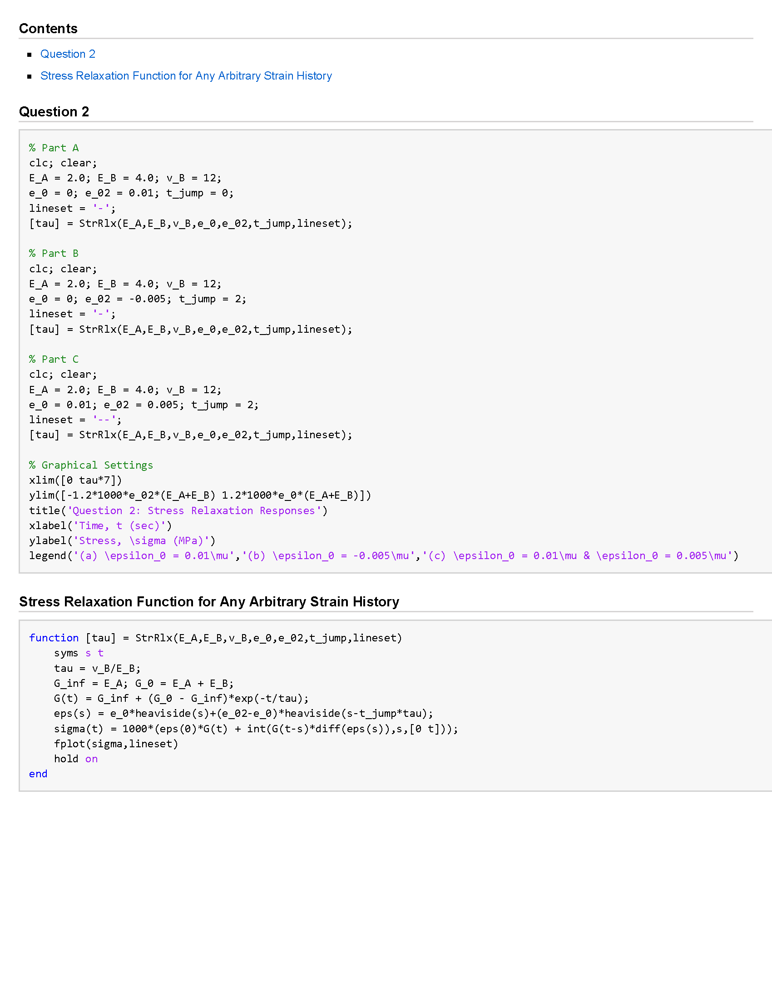 Contents
Question 2
Stress Relaxation Function for Any Arbitrary Strain History
Question 2
% Part A
clc; clear;
E_A = 2.0; E_B = 4.0; v_B = 12;
e_0 = 0; e_02 = 0.01; t_jump = 0;
lineset = '-';
[tau] = StrRlx(E_A,E_B,v_B,e_0,e_02,t_jump,lineset);
% Part B
clc; clear;
E_A = 2.0; E_B = 4.0; v_B = 12;
e_0 = 0; e_02 = -0.005; t_jump = 2;
lineset = '-';
[tau] = StrRlx(E_A,E_B,v_B,e_0,e_02,t_jump,lineset);
% Part C
clc; clear;
E_A = 2.0; E_B = 4.0; v_B = 12;
e_0 = 0.01; e_02 = 0.005; t_jump = 2;
lineset = '--';
[tau] = StrRlx(E_A,E_B,v_B,e_0,e_02,t_jump,lineset);
% Graphical Settings
xlim([0 tau*7])
ylim([-1.2*1000*e_02*(E_A+E_B) 1.2*1000*e_0*(E_A+E_B)])
title('Question 2: Stress Relaxation Responses')
xlabel('Time, t (sec)')
ylabel('Stress, \sigma (MPa)')
legend('(a) \epsilon_0 = 0.01\mu','(b) \epsilon_0 = -0.005\mu','(c) \epsilon_0 = 0.01\mu & \epsilon_0 = 0.005\mu')
Stress Relaxation Function for Any Arbitrary Strain History
function [tau] = StrRlx(E_A,E_B,v_B,e_0,e_02,t_jump,lineset)
syms s t
tau = v_B/E_B;
G_inf = E_A; G_0 = E_A + E_B;
G(t) = G_inf + (G_0 - G_inf)*exp(-t/tau);
eps(s) = e_0*heaviside(s)+(e_02-e_0)*heaviside(s-t_jump*tau);
sigma(t) = 1000*(eps(0)*G(t) + int(G(t-s)*diff(eps(s)),s,[0 t]));
fplot(sigma,lineset)
hold on
end